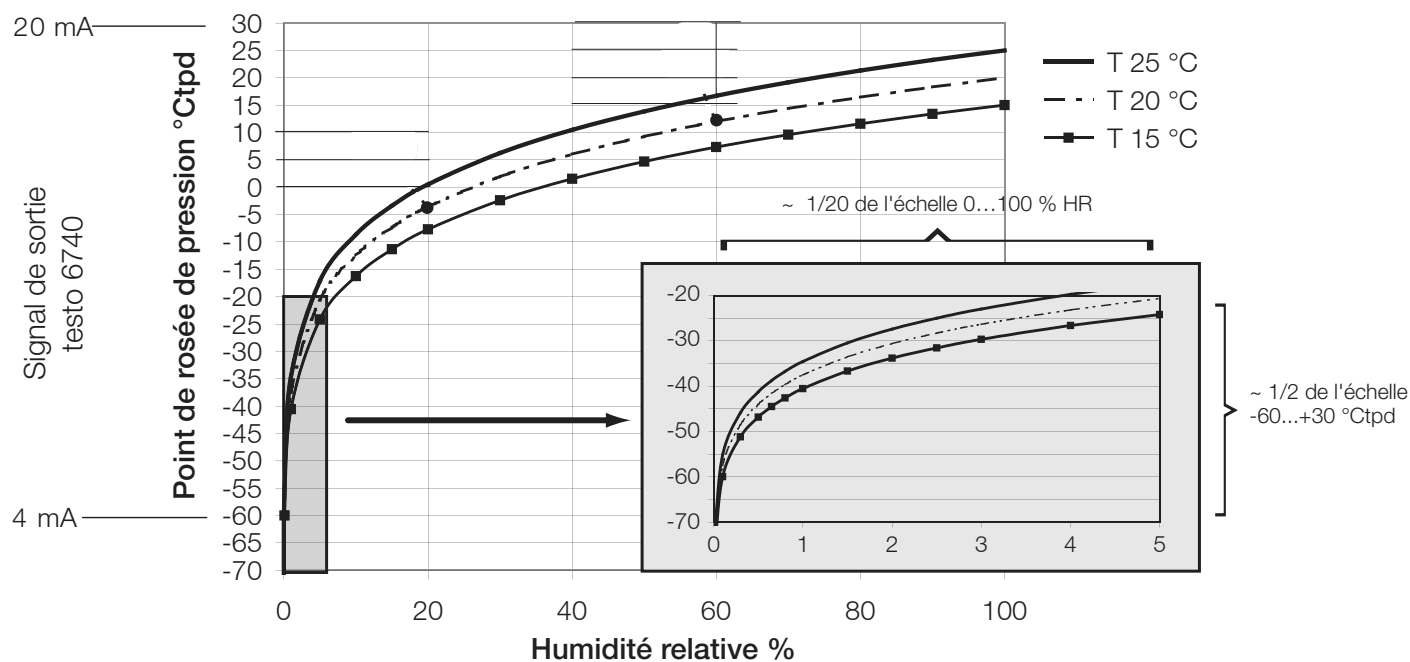 20 mA
4 mA
Signal de sortie
testo 6740
Point de rosée de pression °Ctpd
30
25
20
15
10
5
0
-5
-10
-15
-20
-25
-30
-35
-40
-45
-50
-55
-60
-65
-70
0 20 40 60 80 100
Humidité relative %
T 25 °C
T 20 °C
T 15 °C
~ 1/20 de l'échelle 0...100 % HR
-20
-30
-40
-50
-60
-70
0 1 2 3 4 5
~ 1/2 de l'échelle
-60...+30 °Ctpd